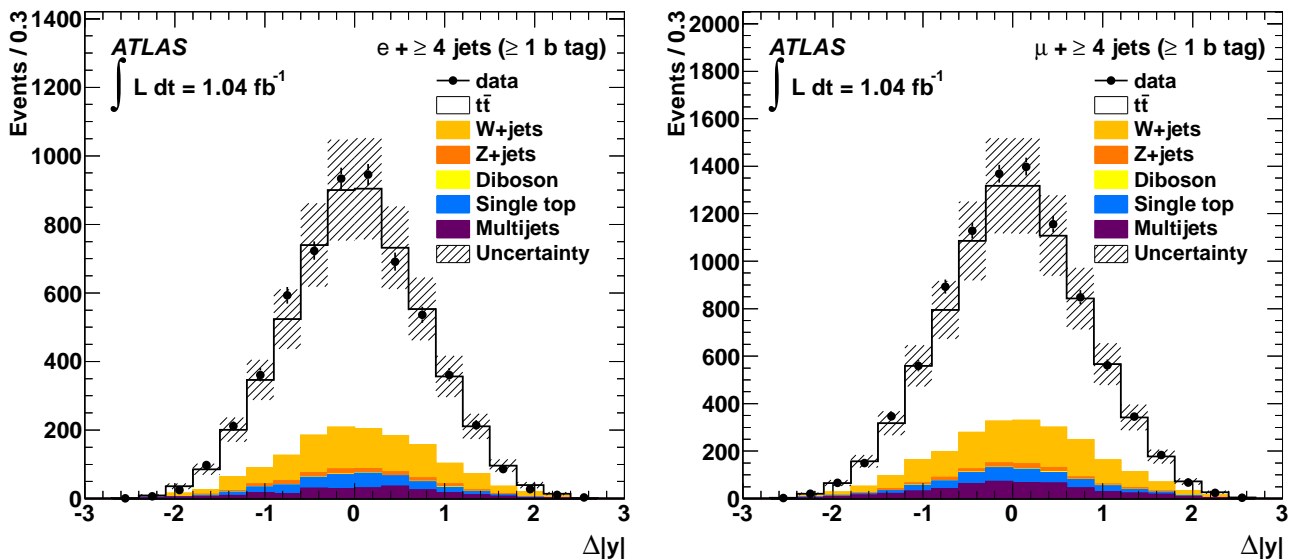 Events / 0.3
1400
1200
1000
800
600
400
200
0
ATLAS
∫ L dt = 1.04 fb⁻¹
e + ≥ 4 jets (≥ 1 b tag)
data
tt̄
W+jets
Z+jets
Diboson
Single top
Multijets
Uncertainty
-3 -2 -1 0 1 2 3
Δ|y|
Events / 0.3
2000
1800
1600
1400
1200
1000
800
600
400
200
0
ATLAS
∫ L dt = 1.04 fb⁻¹
μ + ≥ 4 jets (≥ 1 b tag)
data
tt̄
W+jets
Z+jets
Diboson
Single top
Multijets
Uncertainty
-3 -2 -1 0 1 2 3
Δ|y|